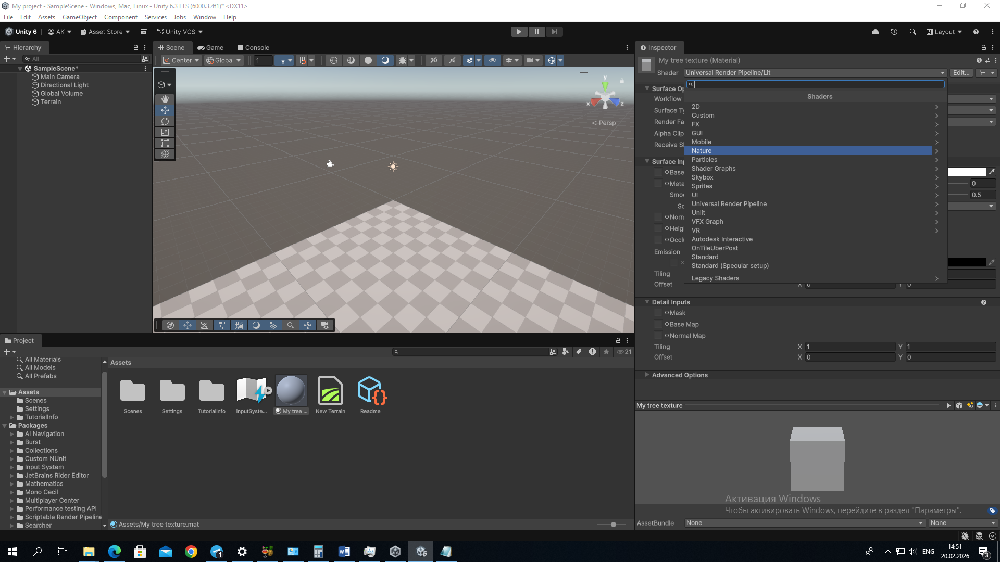 My project - SampleScene - Windows, Mac, Linux - Unity 6.3 LTS (6000.3.4f1)* <DX11>
File Edit Assets GameObject Component Services Jobs Window Help
Unity 6 AK Asset Store Unity VCS Layout
Hierarchy
All
SampleScene*
Main Camera
Directional Light
Global Volume
Terrain
Scene Game Console
Center Global 1 2D
y
x z
Persp
Inspector
My tree texture (Material)
Shader Universal Render Pipeline/Lit Edit...
Shaders
2D
Custom
FX
GUI
Mobile
Nature
Particles
Shader Graphs
Skybox
Sprites
UI
Universal Render Pipeline
Unlit
VFX Graph
VR
Autodesk Interactive
OnTileUberPost
Standard
Standard (Specular setup)
Legacy Shaders
Surface Op
Workflow
Surface Ty
Render Fa
Alpha Clip
Receive S
Surface Inp
Base
Meta 0
Smoo 0.5
So
Norm
Heig
Occl
Emission
Tiling
Offset X 0 Y 0
Detail Inputs
Mask
Base Map
Normal Map
Tiling X 1 Y 1
Offset X 0 Y 0
Advanced Options
My tree texture
Активация Windows
Чтобы активировать Windows, перейдите в раздел "Параметры".
AssetBundle None None
Project
21
All Materials
All Models
All Prefabs
Assets
Scenes
Settings
TutorialInfo
Packages
AI Navigation
Burst
Collections
Custom NUnit
Input System
JetBrains Rider Editor
Mathematics
Mono Cecil
Multiplayer Center
Performance testing API
Scriptable Render Pipeline
Searcher
Assets
Scenes Settings TutorialInfo InputSyste... My tree ... New Terrain Readme
Assets/My tree texture.mat
ENG
14:51
20.02.2026
3